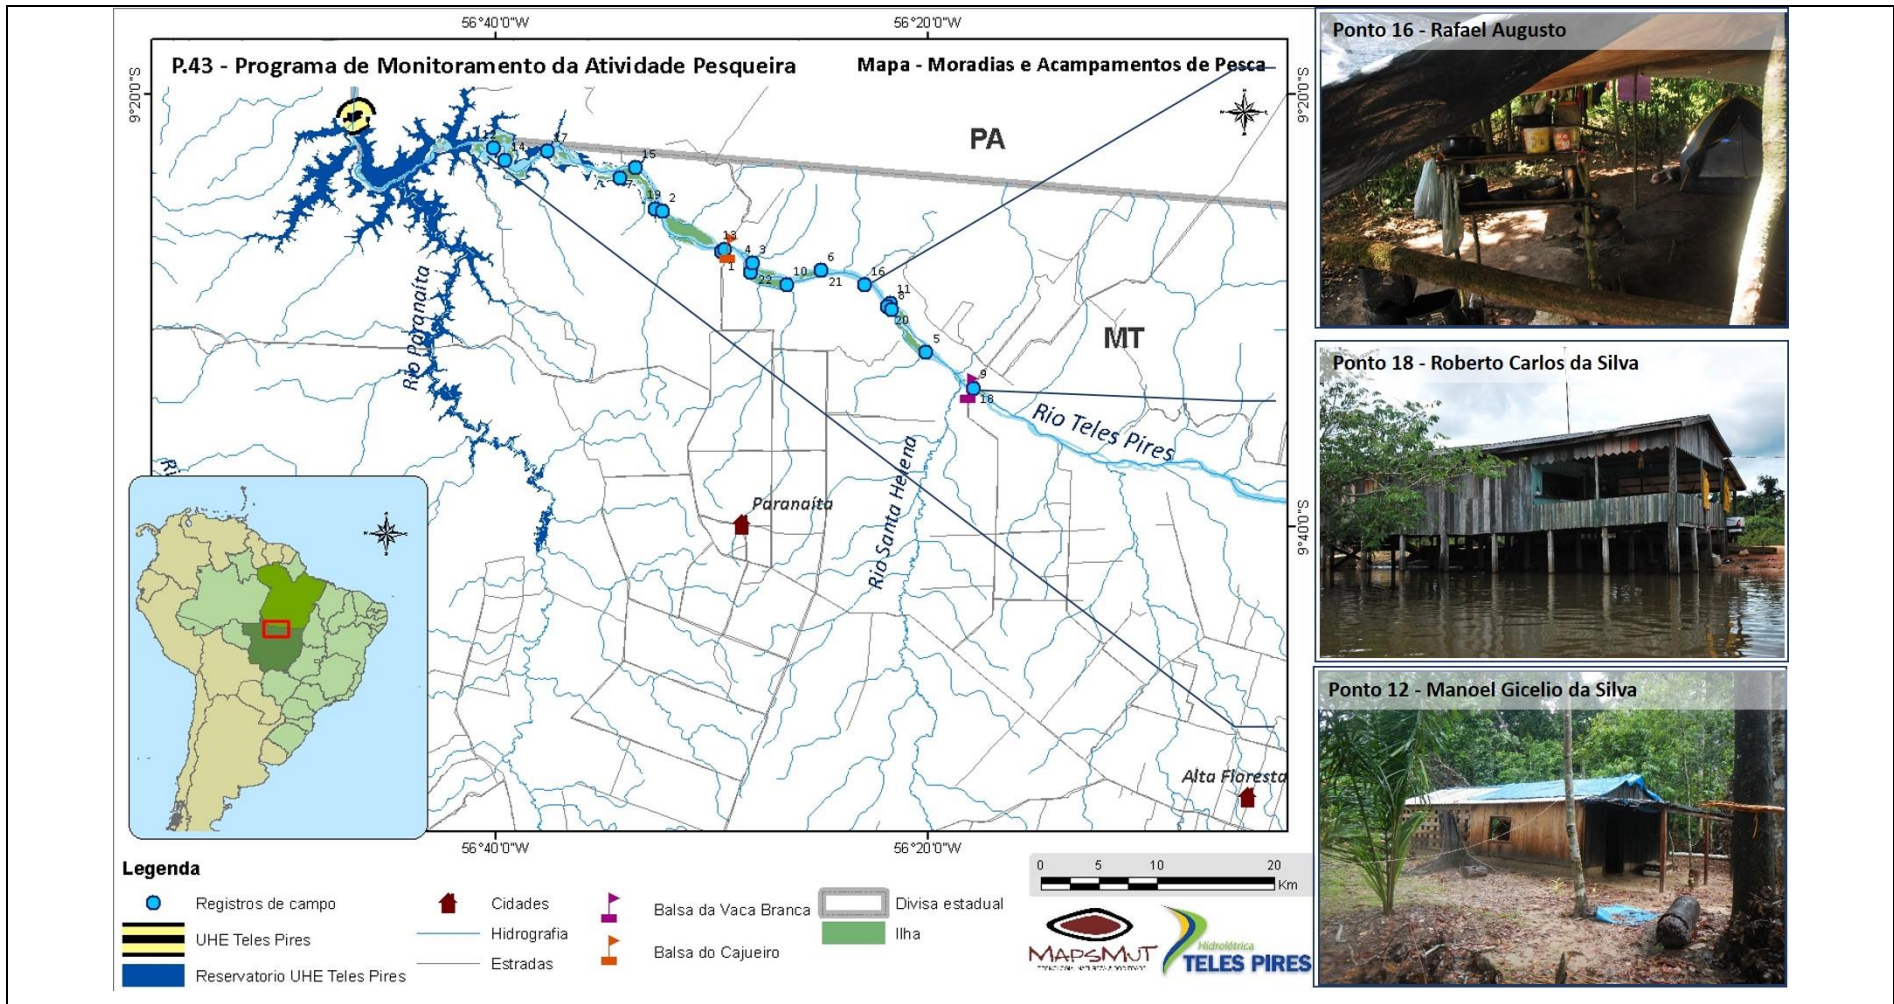 56°40'0"W
56°20'0"W
P.43 - Programa de Monitoramento da Atividade Pesqueira
Mapa - Moradias e Acampamentos de Pesca
9°20'0"S
9°20'0"S
PA
12
14
17
15
7
19
2
13
1
4
3
22
10
6
21
16
11
8
20
5
9
18
MT
Rio Paranaíta
Rio Teles Pires
Rio Santa Helena
Paranaíta
Alta Floresta
9°40'0"S
56°40'0"W
56°20'0"W
Ponto 16 - Rafael Augusto
Ponto 18 - Roberto Carlos da Silva
Ponto 12 - Manoel Gicelio da Silva
Legenda
Registros de campo
UHE Teles Pires
Reservatorio UHE Teles Pires
Cidades
Hidrografia
Estradas
Balsa da Vaca Branca
Balsa do Cajueiro
Divisa estadual
Ilha
0 5 10 20
Km
MAPSMUT
Hidrelétrica
TELES PIRES